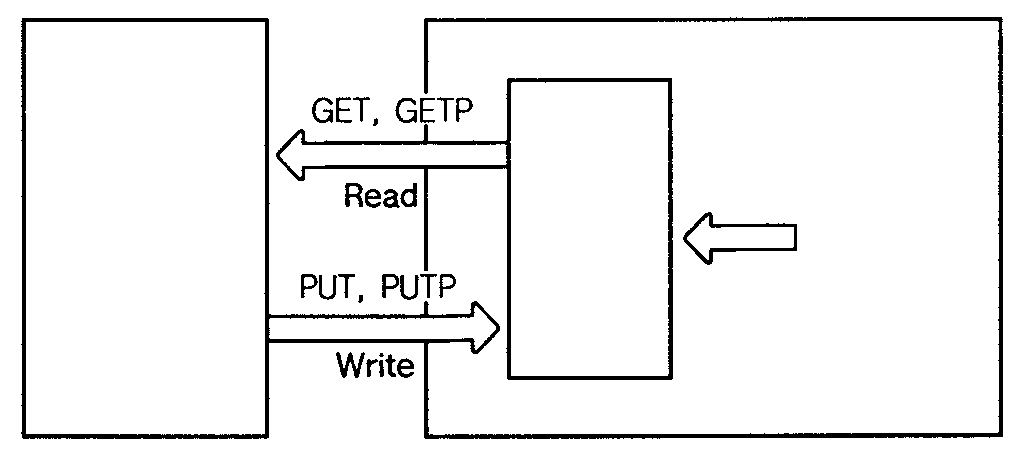 GET, GETP
Read
PUT, PUTP
Write